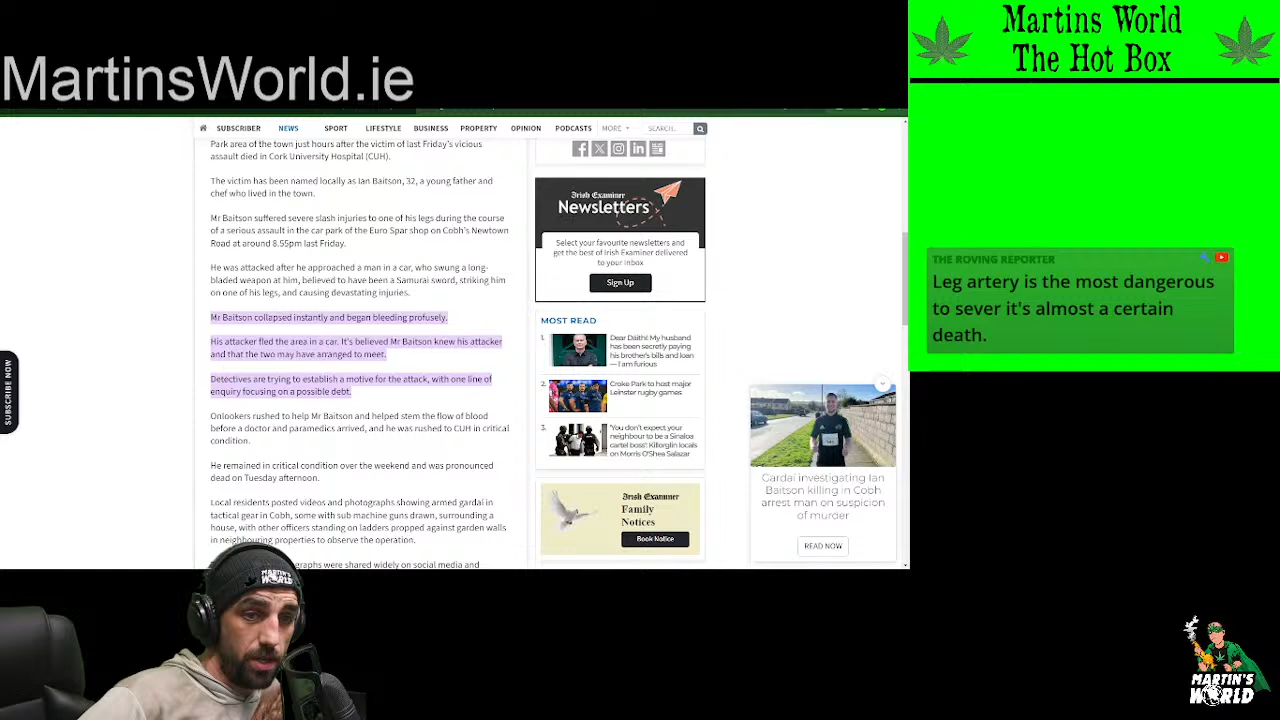 MartinsWorld.ie
Martins World
The Hot Box
SUBSCRIBER NEWS SPORT LIFESTYLE BUSINESS PROPERTY OPINION PODCASTS MORE SEARCH..
Park area of the town just hours after the victim of last Friday's vicious
assault died in Cork University Hospital (CUH).
The victim has been named locally as Ian Baitson, 32, a young father and
chef who lived in the town.
Mr Baitson suffered severe slash injuries to one of his legs during the course
of a serious assault in the car park of the Euro Spar shop on Cobh's Newtown
Road at around 8.55pm last Friday.
He was attacked after he approached a man in a car, who swung a long-
bladed weapon at him, believed to have been a Samurai sword, striking him
on one of his legs, and causing devastating injuries.
Mr Baitson collapsed instantly and began bleeding profusely.
His attacker fled the area in a car. It's believed Mr Baitson knew his attacker
and that the two may have arranged to meet.
Detectives are trying to establish a motive for the attack, with one line of
enquiry focusing on a possible debt.
Onlookers rushed to help Mr Baitson and helped stem the flow of blood
before a doctor and paramedics arrived, and he was rushed to CUH in critical
condition.
He remained in critical condition over the weekend and was pronounced
dead on Tuesday afternoon.
Local residents posted videos and photographs showing armed gardaí in
tactical gear in Cobh, some with sub machine guns drawn, surrounding a
house, with other officers standing on ladders propped against garden walls
in neighbouring properties to observe the operation.
graphs were shared widely on social media and
SUBSCRIBE NOW
Irish Examiner
Newsletters
Select your favourite newsletters and
get the best of Irish Examiner delivered
to your inbox
Sign Up
MOST READ
1. Dear Dáithí: My husband
has been secretly paying
his brother's bills and loan
— I am furious
2. Croke Park to host major
Leinster rugby games
3. 'You don't expect your
neighbour to be a Sinaloa
cartel boss': Killorglin locals
on Morris O'Shea Salazar
Irish Examiner
Family
Notices
Book Notice
Gardaí investigating Ian
Baitson killing in Cobh
arrest man on suspicion
of murder
READ NOW
THE ROVING REPORTER
Leg artery is the most dangerous
to sever it's almost a certain
death.
MARTIN'S
WORLD
MARTIN'S
WORLD